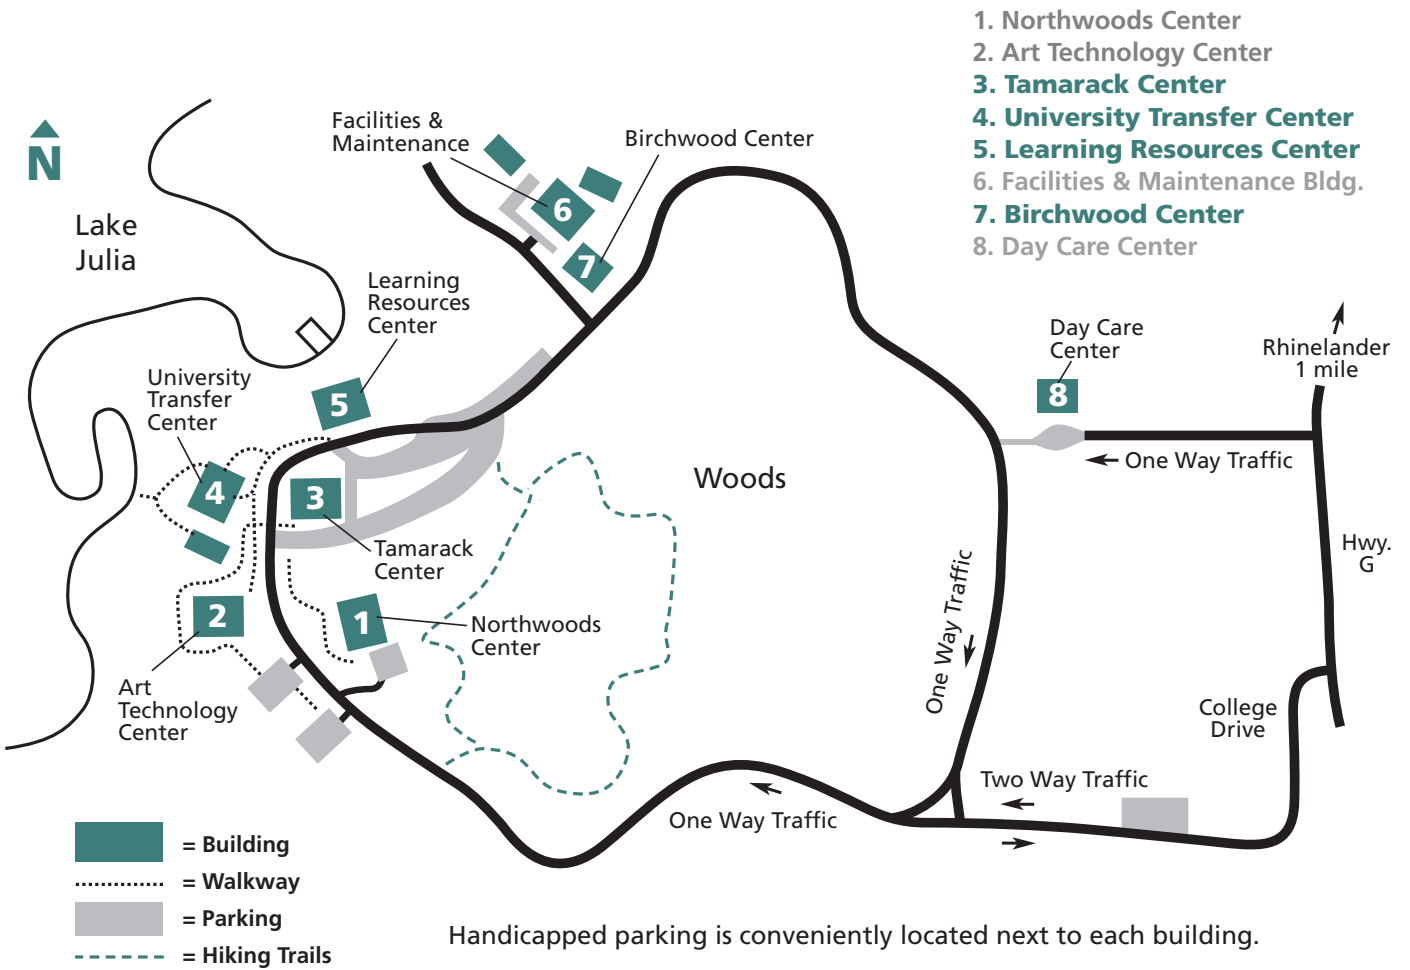 1. Northwoods Center
2. Art Technology Center
3. Tamarack Center
4. University Transfer Center
5. Learning Resources Center
6. Facilities & Maintenance Bldg.
7. Birchwood Center
8. Day Care Center
N
Lake
Julia
Facilities &
Maintenance
Birchwood Center
6
7
Learning
Resources
Center
5
University
Transfer
Center
4
3
Tamarack
Center
Woods
Day Care
Center
8
Rhinelander
1 mile
One Way Traffic
Hwy.
G
One Way Traffic
2
1
Northwoods
Center
Art
Technology
Center
College
Drive
Two Way Traffic
One Way Traffic
= Building
= Walkway
= Parking
= Hiking Trails
Handicapped parking is conveniently located next to each building.